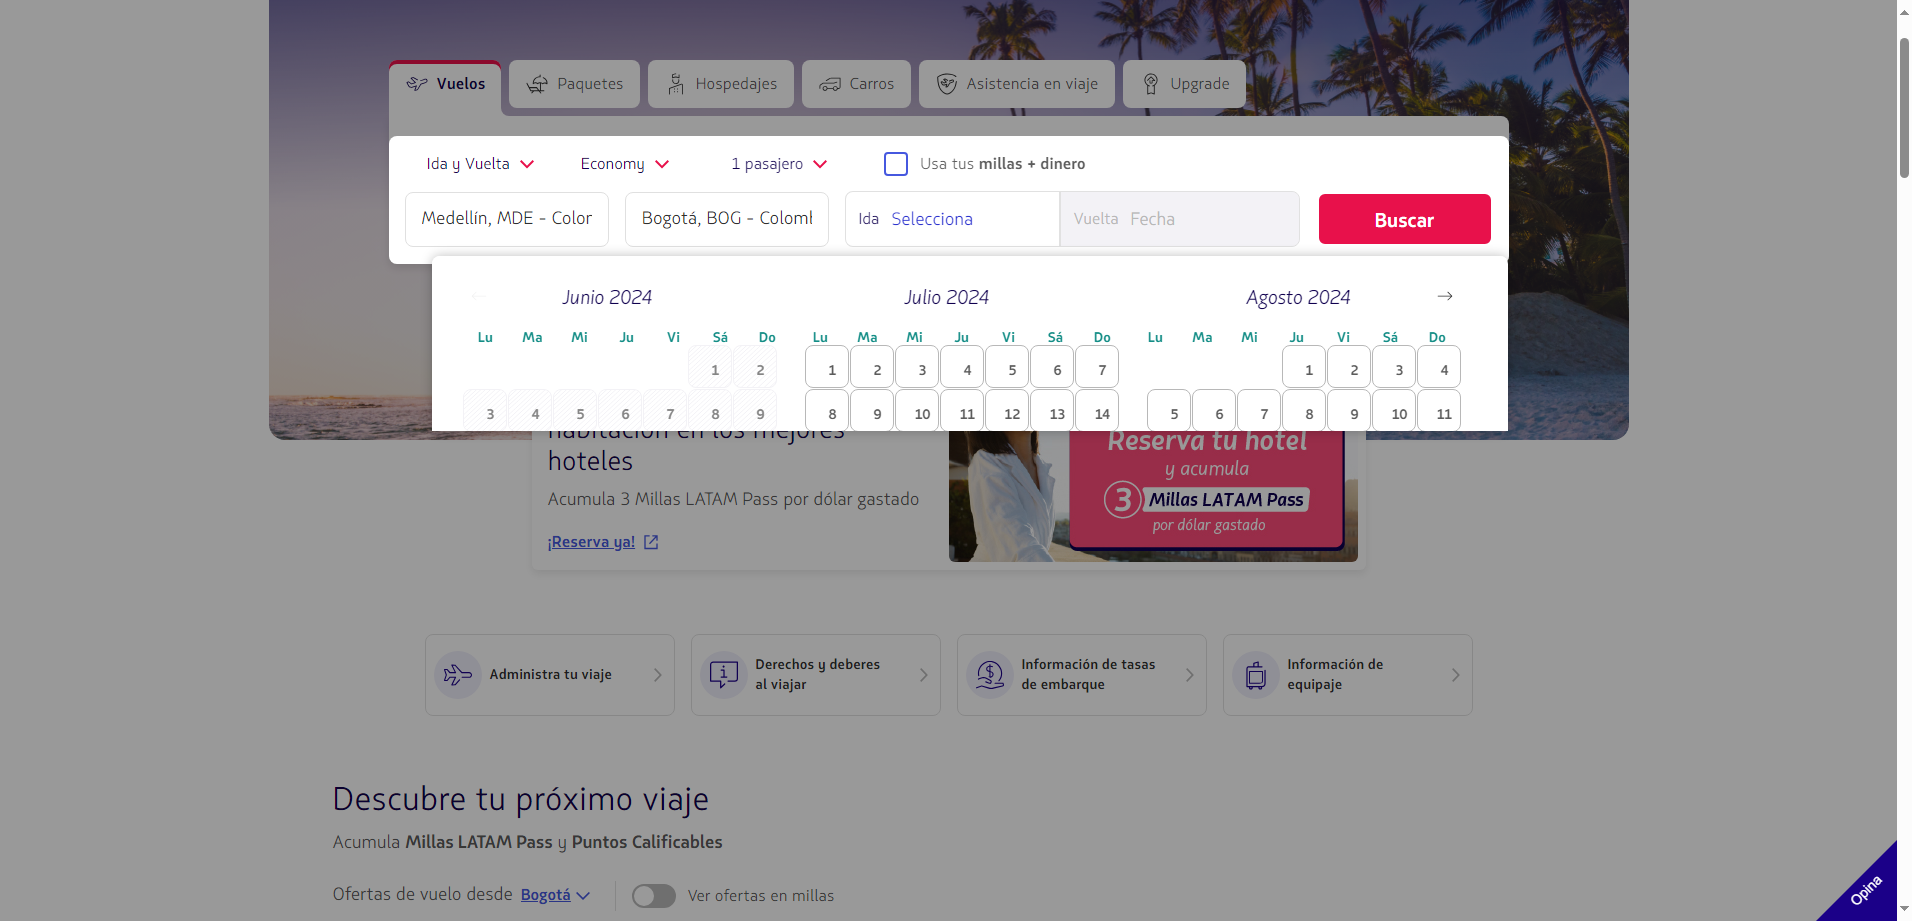 Vuelos
Paquetes
Hospedajes
Carros
Asistencia en viaje
Upgrade
Ida y Vuelta
Economy
1 pasajero
Usa tus millas + dinero
Medellín, MDE - Color
Bogotá, BOG - Colom
Ida Selecciona
Vuelta Fecha
Buscar
Junio 2024
Lu Ma Mi Ju Vi Sá Do
1 2
3 4 5 6 7 8 9
Julio 2024
Lu Ma Mi Ju Vi Sá Do
1 2 3 4 5 6 7
8 9 10 11 12 13 14
Agosto 2024
Lu Ma Mi Ju Vi Sá Do
1 2 3 4
5 6 7 8 9 10 11
habitación en los mejores
hoteles
Acumula 3 Millas LATAM Pass por dólar gastado
¡Reserva ya!
Reserva tu hotel
y acumula
3 Millas LATAM Pass
por dólar gastado
Administra tu viaje
Derechos y deberes
al viajar
Información de tasas
de embarque
Información de
equipaje
Descubre tu próximo viaje
Acumula Millas LATAM Pass y Puntos Calificables
Ofertas de vuelo desde Bogotá
Ver ofertas en millas
Opina